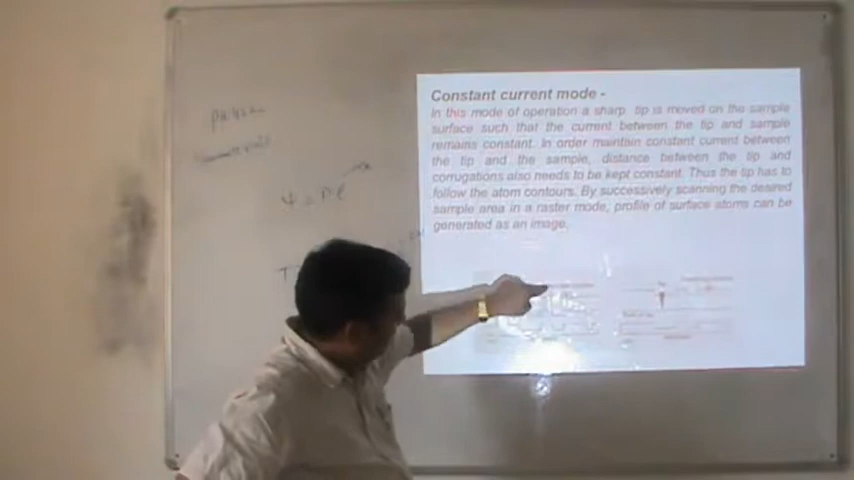 Constant current mode -
In this mode of operation a sharp tip is moved on the sample
surface such that the current between the tip and sample
remains constant. In order maintain constant current between
the tip and the sample, distance between the tip and
corrugations also needs to be kept constant. Thus the tip has to
follow the atom contours. By successively scanning the desired
sample area in a raster mode, profile of surface atoms can be
generated as an image.